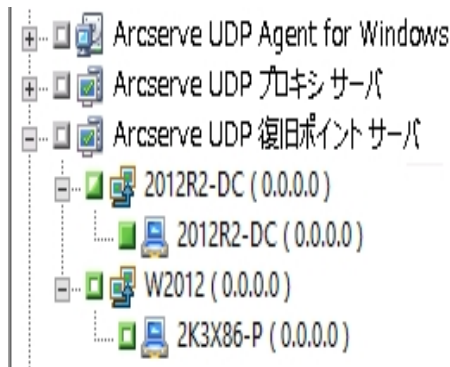 Arcserve UDP Agent for Windows
Arcserve UDP プロキシ サーバ
Arcserve UDP 復旧ポイント サーバ
2012R2-DC ( 0.0.0.0 )
2012R2-DC ( 0.0.0.0 )
W2012 ( 0.0.0.0 )
2K3X86-P ( 0.0.0.0 )